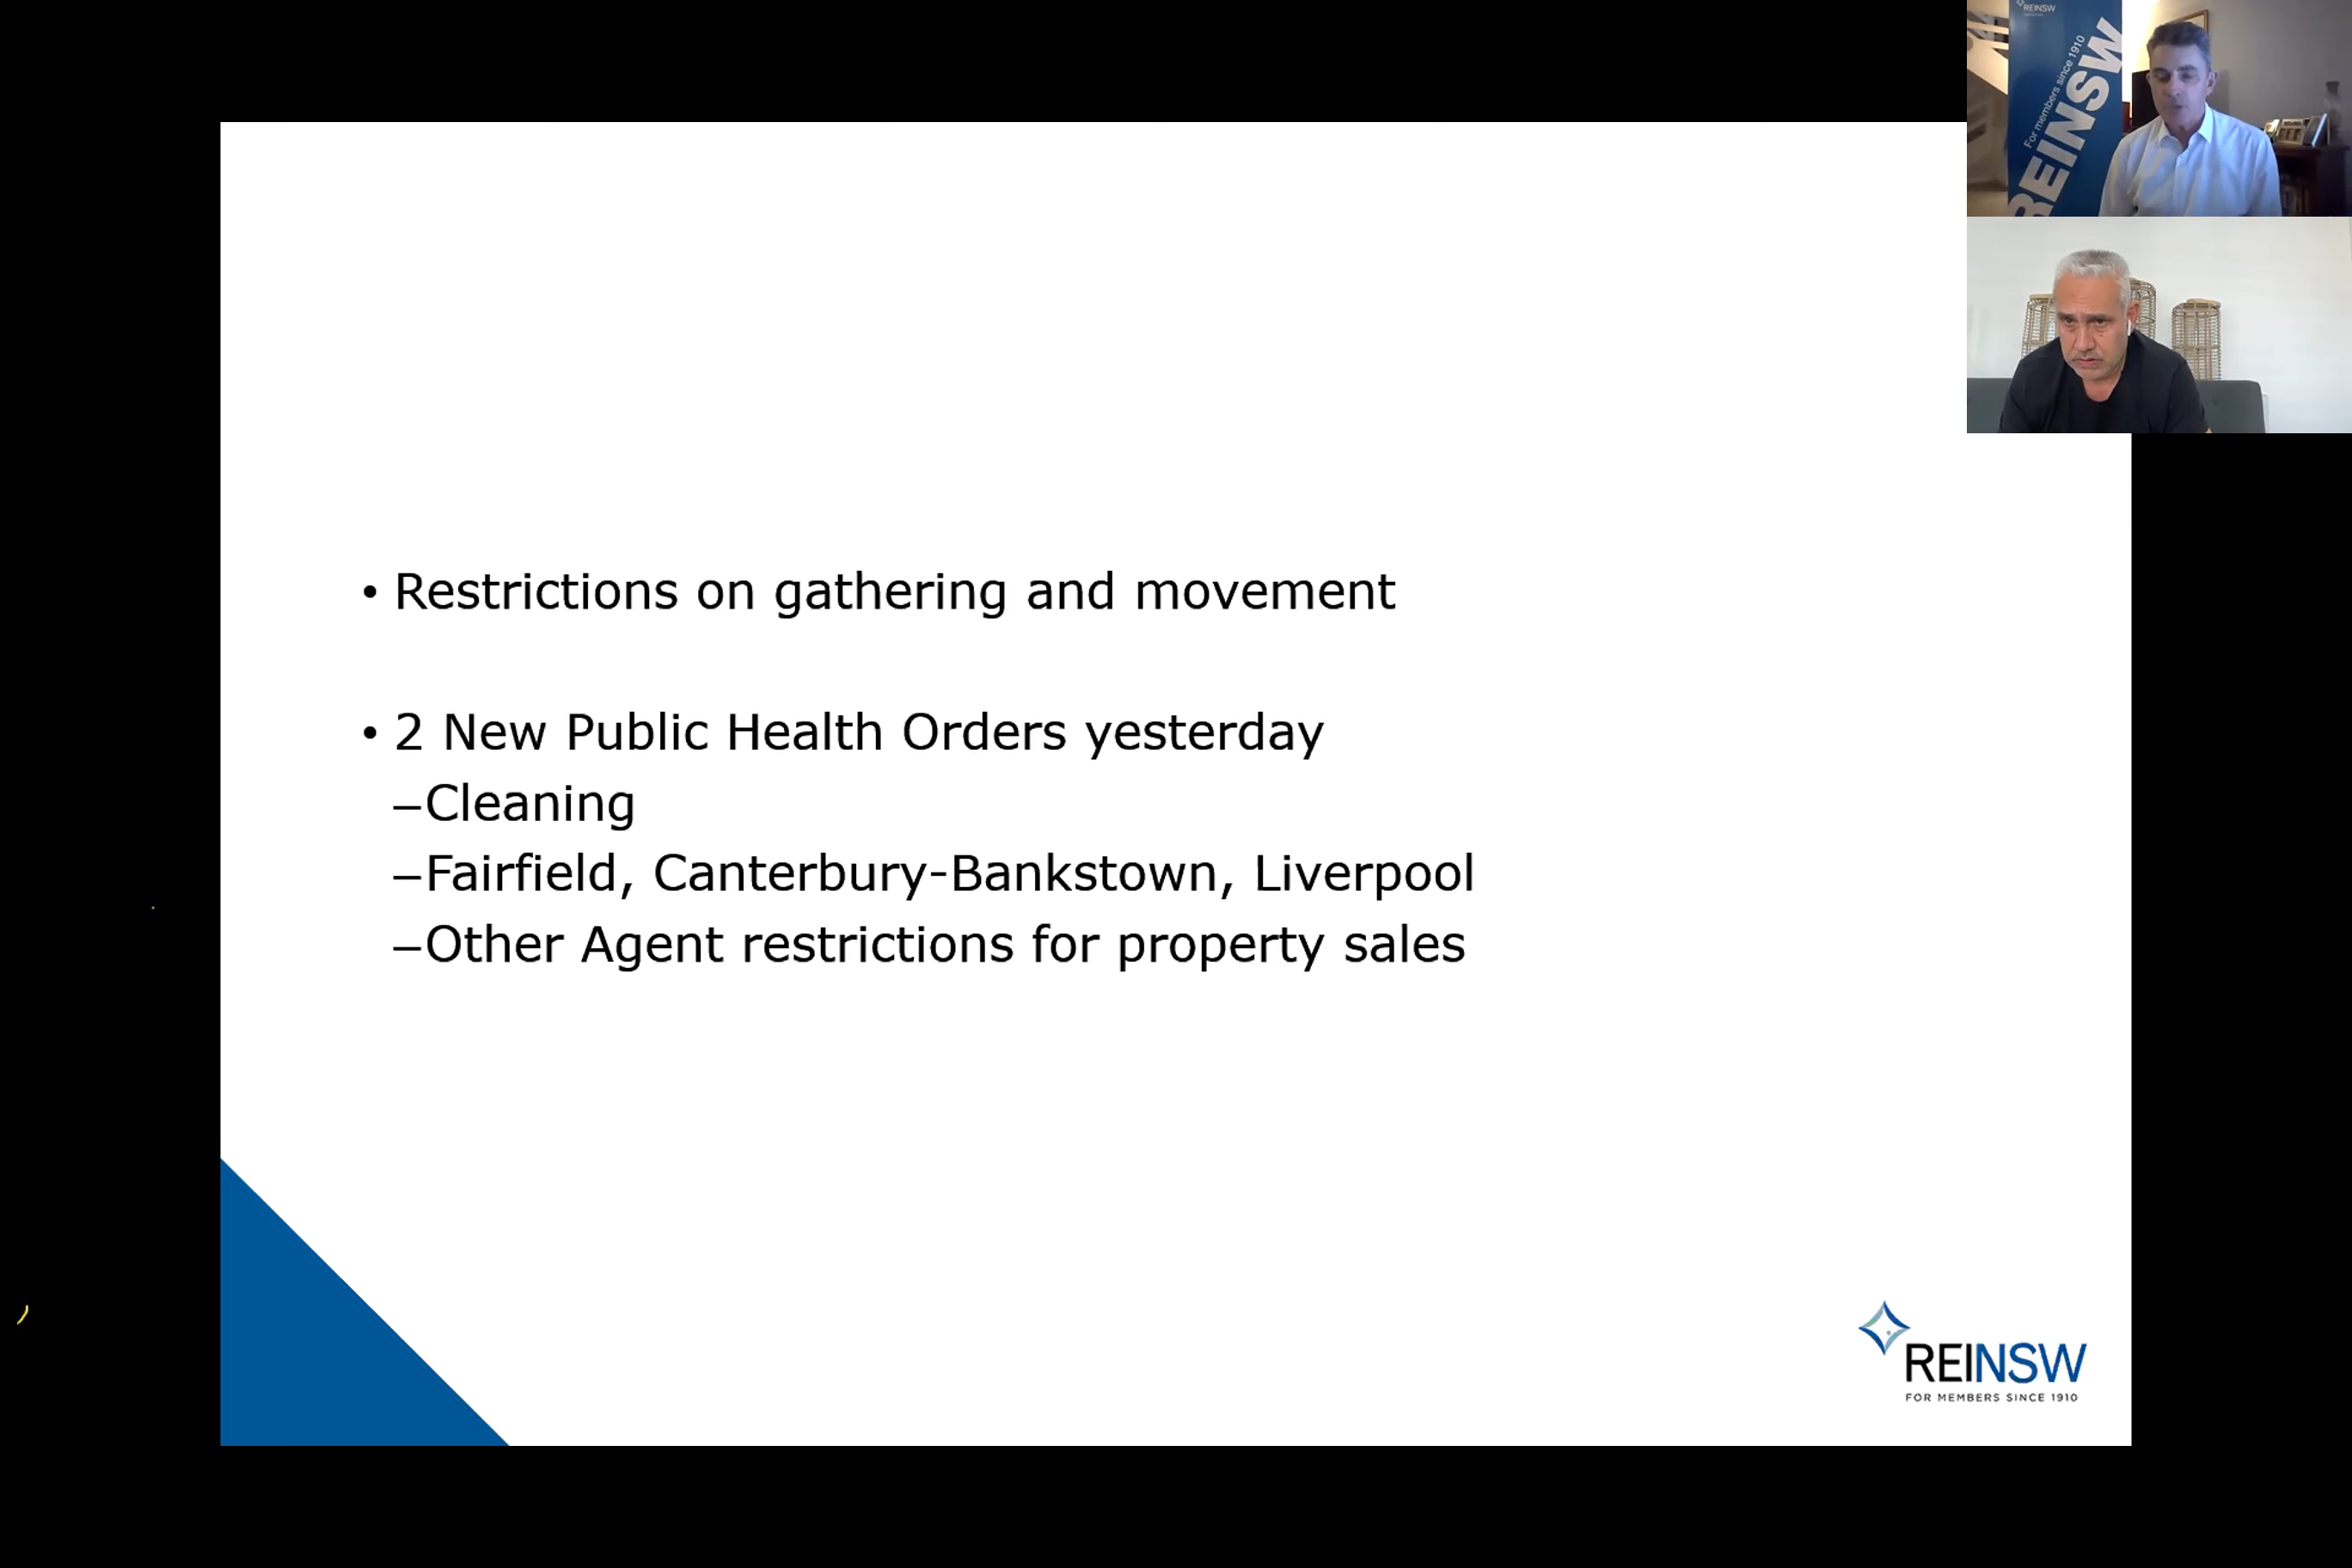 • Restrictions on gathering and movement
• 2 New Public Health Orders yesterday
–Cleaning
–Fairfield, Canterbury-Bankstown, Liverpool
–Other Agent restrictions for property sales
REINSW
FOR MEMBERS SINCE 1910
REINSW
For members since 1910
REINSW